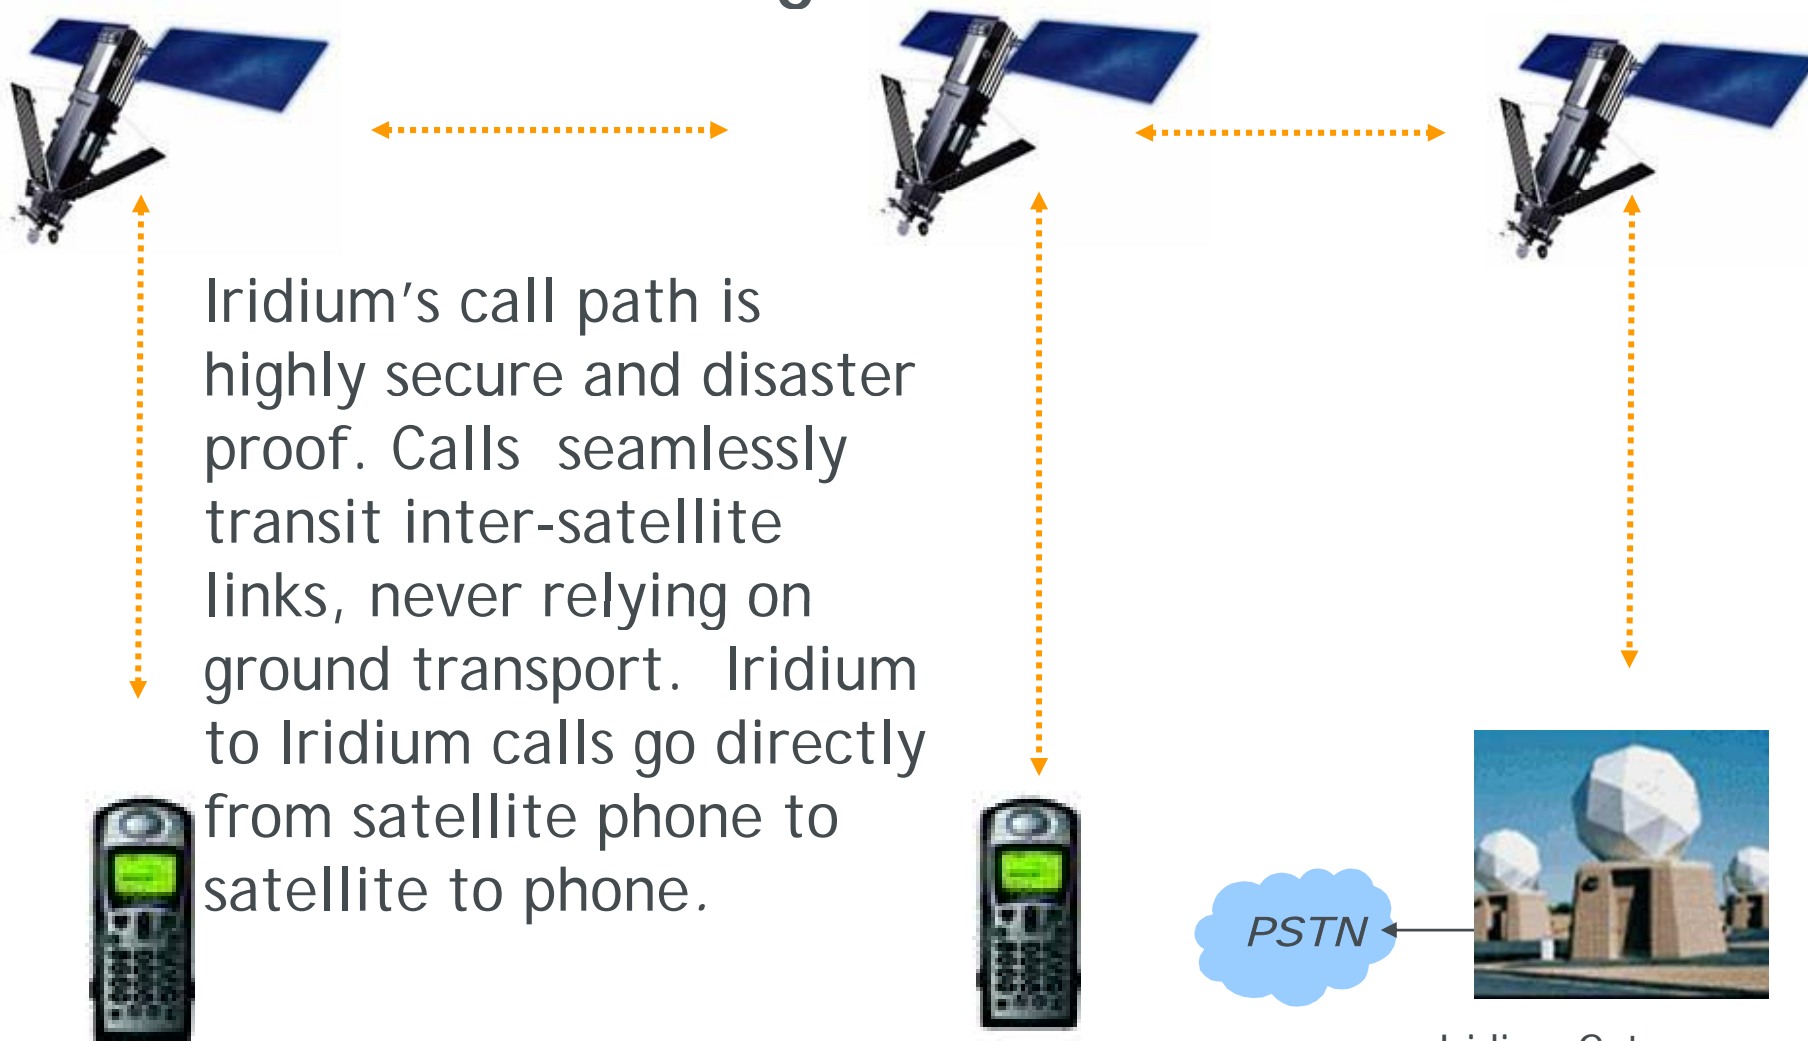 Iridium's call path is
highly secure and disaster
proof. Calls seamlessly
transit inter-satellite
links, never relying on
ground transport. Iridium
to Iridium calls go directly
from satellite phone to
satellite to phone.
PSTN